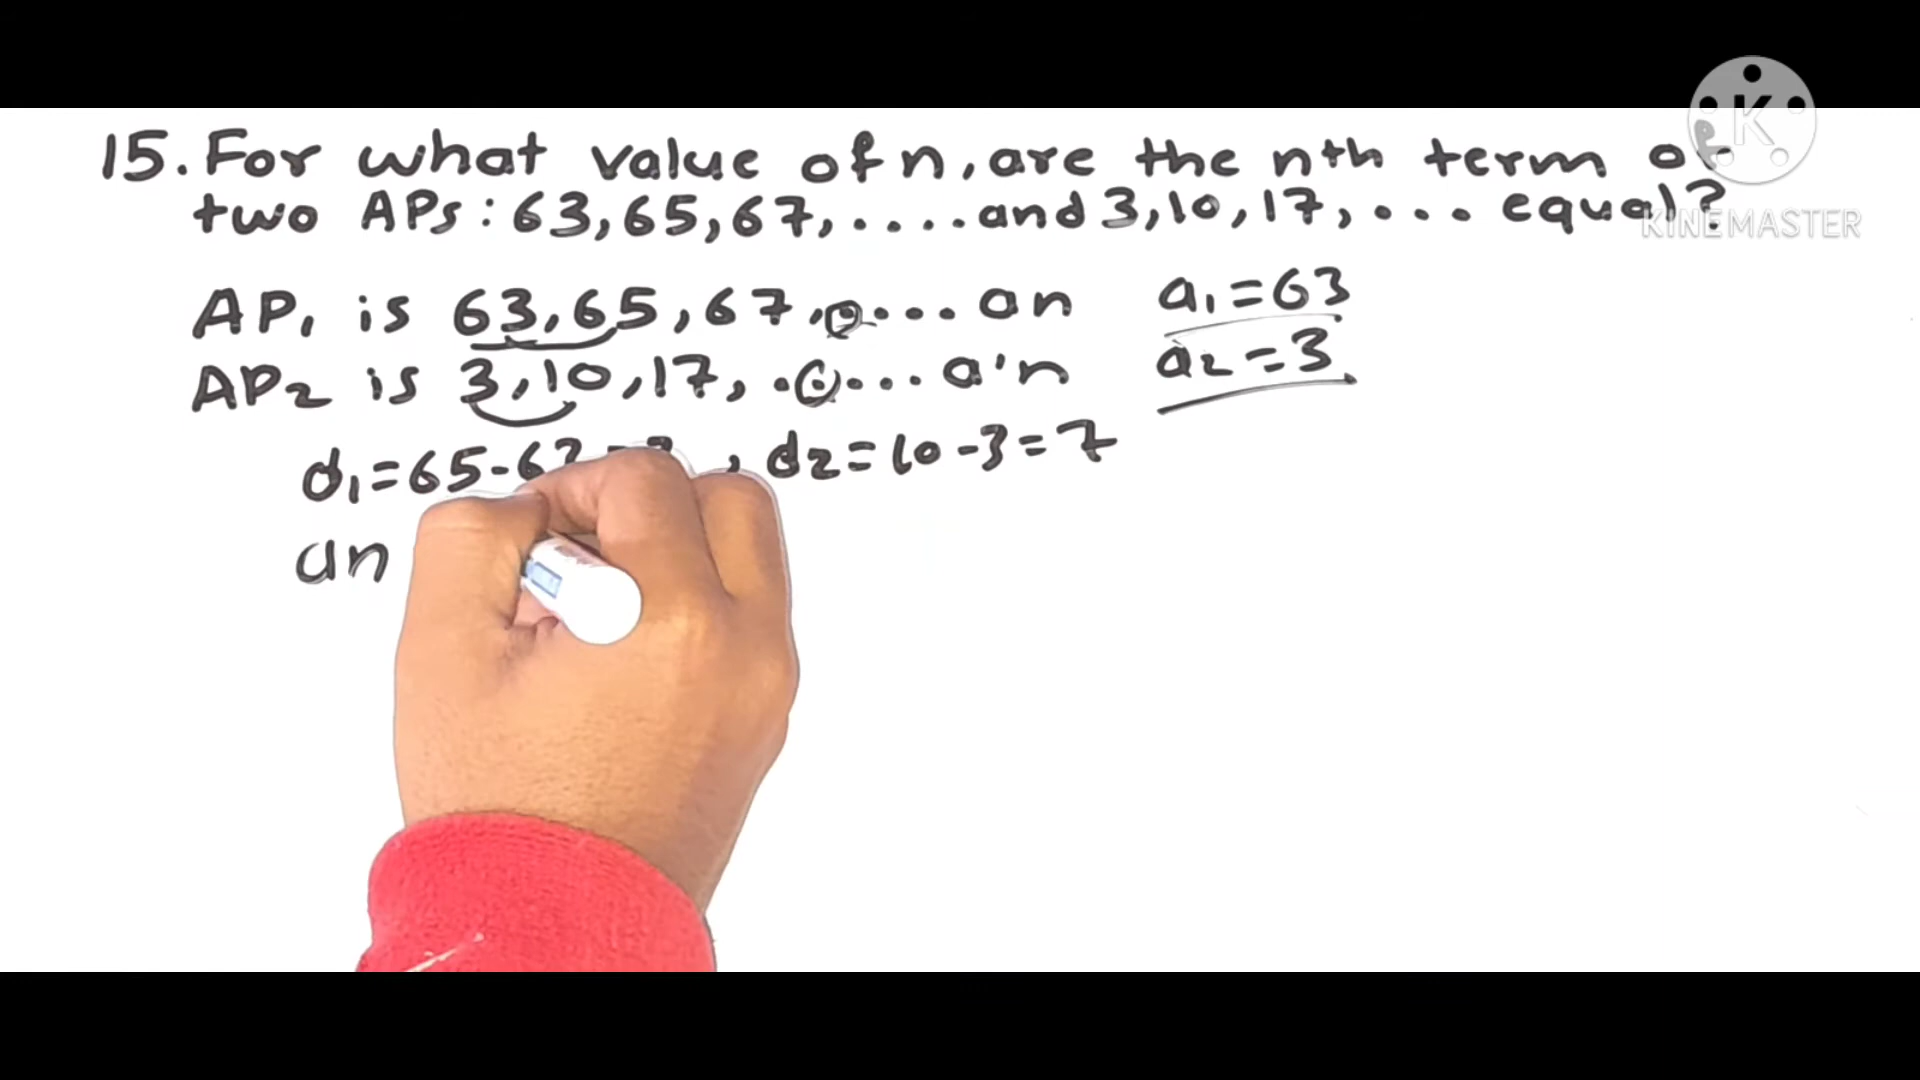 15. For what value of n, are the nth term
two APs : 63, 65, 67, .... and 3, 10, 17, ... equal?
KINEMASTER
AP1 is 63, 65, 67, ..... an a1 = 63
AP2 is 3, 10, 17, ..... a'n a2 = 3
d1 = 65 - 63 , d2 = 10 - 3 = 7
an